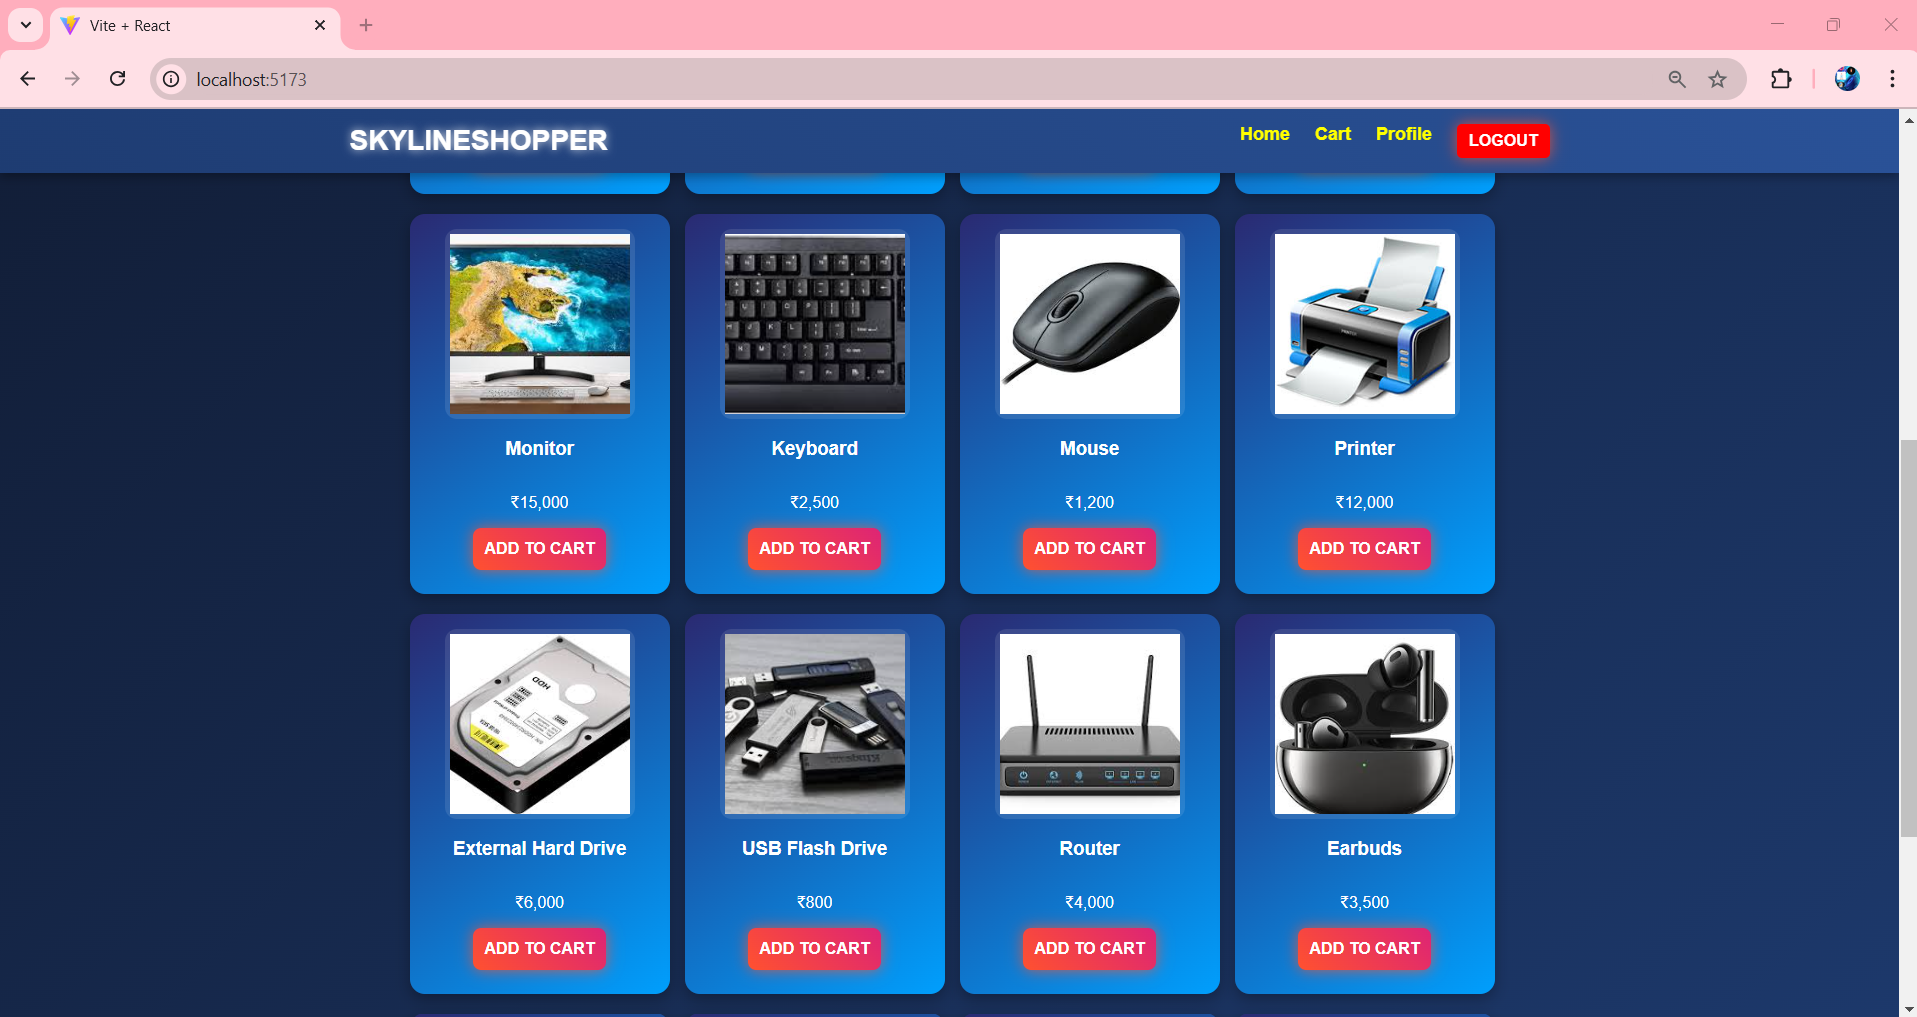 Vite + React
localhost:5173
SKYLINESHOPPER
Home Cart Profile LOGOUT
Monitor Keyboard Mouse Printer
₹15,000 ₹2,500 ₹1,200 ₹12,000
ADD TO CART ADD TO CART ADD TO CART ADD TO CART
HDD
External Hard Drive USB Flash Drive Router Earbuds
₹6,000 ₹800 ₹4,000 ₹3,500
ADD TO CART ADD TO CART ADD TO CART ADD TO CART